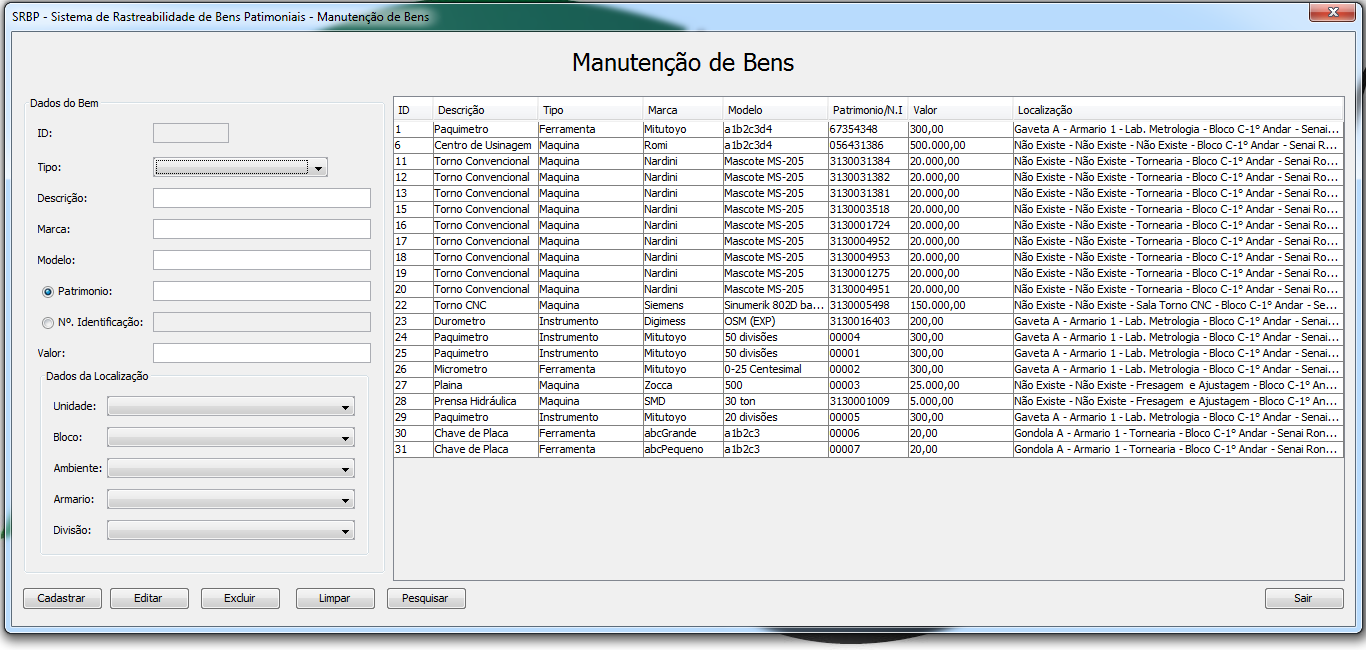 SRBP - Sistema de Rastreabilidade de Bens Patimoniais - Manutenção de Bens
Manutenção de Bens
Dados do Bem
ID:
Tipo:
Descrição:
Marca:
Modelo:
Patrimonio:
Nº. Identificação:
Valor:
Dados da Localização
Unidade:
Bloco:
Ambiente:
Armario:
Divisão:
ID Descrição Tipo Marca Modelo Patrimonio/N.I Valor Localização
1 Paquimetro Ferramenta Mitutoyo a1b2c3d4 67354348 300,00 Gaveta A - Armario 1 - Lab. Metrologia - Bloco C-1º Andar - Senai...
6 Centro de Usinagem Maquina Romi a1b2c3d4 056431386 500.000,00 Não Existe - Não Existe - Não Existe - Bloco C-1º Andar - Senai R...
11 Torno Convencional Maquina Nardini Mascote MS-205 3130031384 20.000,00 Não Existe - Não Existe - Tornearia - Bloco C-1º Andar - Senai Ro...
12 Torno Convencional Maquina Nardini Mascote MS-205 3130031382 20.000,00 Não Existe - Não Existe - Tornearia - Bloco C-1º Andar - Senai Ro...
13 Torno Convencional Maquina Nardini Mascote MS-205 3130031381 20.000,00 Não Existe - Não Existe - Tornearia - Bloco C-1º Andar - Senai Ro...
15 Torno Convencional Maquina Nardini Mascote MS-205 3130003518 20.000,00 Não Existe - Não Existe - Tornearia - Bloco C-1º Andar - Senai Ro...
16 Torno Convencional Maquina Nardini Mascote MS-205 3130001724 20.000,00 Não Existe - Não Existe - Tornearia - Bloco C-1º Andar - Senai Ro...
17 Torno Convencional Maquina Nardini Mascote MS-205 3130004952 20.000,00 Não Existe - Não Existe - Tornearia - Bloco C-1º Andar - Senai Ro...
18 Torno Convencional Maquina Nardini Mascote MS-205 3130004953 20.000,00 Não Existe - Não Existe - Tornearia - Bloco C-1º Andar - Senai Ro...
19 Torno Convencional Maquina Nardini Mascote MS-205 3130001275 20.000,00 Não Existe - Não Existe - Tornearia - Bloco C-1º Andar - Senai Ro...
20 Torno Convencional Maquina Nardini Mascote MS-205 3130004951 20.000,00 Não Existe - Não Existe - Tornearia - Bloco C-1º Andar - Senai Ro...
22 Torno CNC Maquina Siemens Sinumerik 802D ba... 3130005498 150.000,00 Não Existe - Não Existe - Sala Torno CNC - Bloco C-1º Andar - Se...
23 Durometro Instrumento Digimess OSM (EXP) 3130016403 200,00 Gaveta A - Armario 1 - Lab. Metrologia - Bloco C-1º Andar - Senai...
24 Paquimetro Instrumento Mitutoyo 50 divisões 00004 300,00 Gaveta A - Armario 1 - Lab. Metrologia - Bloco C-1º Andar - Senai...
25 Paquimetro Instrumento Mitutoyo 50 divisões 00001 300,00 Gaveta A - Armario 1 - Lab. Metrologia - Bloco C-1º Andar - Senai...
26 Micrometro Ferramenta Mitutoyo 0-25 Centesimal 00002 300,00 Gaveta A - Armario 1 - Lab. Metrologia - Bloco C-1º Andar - Senai...
27 Plaina Maquina Zocca 500 00003 25.000,00 Não Existe - Não Existe - Fresagem e Ajustagem - Bloco C-1º An...
28 Prensa Hidráulica Maquina SMD 30 ton 3130001009 5.000,00 Não Existe - Não Existe - Fresagem e Ajustagem - Bloco C-1º An...
29 Paquimetro Instrumento Mitutoyo 20 divisões 00005 300,00 Gaveta A - Armario 1 - Lab. Metrologia - Bloco C-1º Andar - Senai...
30 Chave de Placa Ferramenta abcGrande a1b2c3 00006 20,00 Gondola A - Armario 1 - Tornearia - Bloco C-1º Andar - Senai Ron...
31 Chave de Placa Ferramenta abcPequeno a1b2c3 00007 20,00 Gondola A - Armario 1 - Tornearia - Bloco C-1º Andar - Senai Ron...
Cadastrar Editar Excluir Limpar Pesquisar Sair